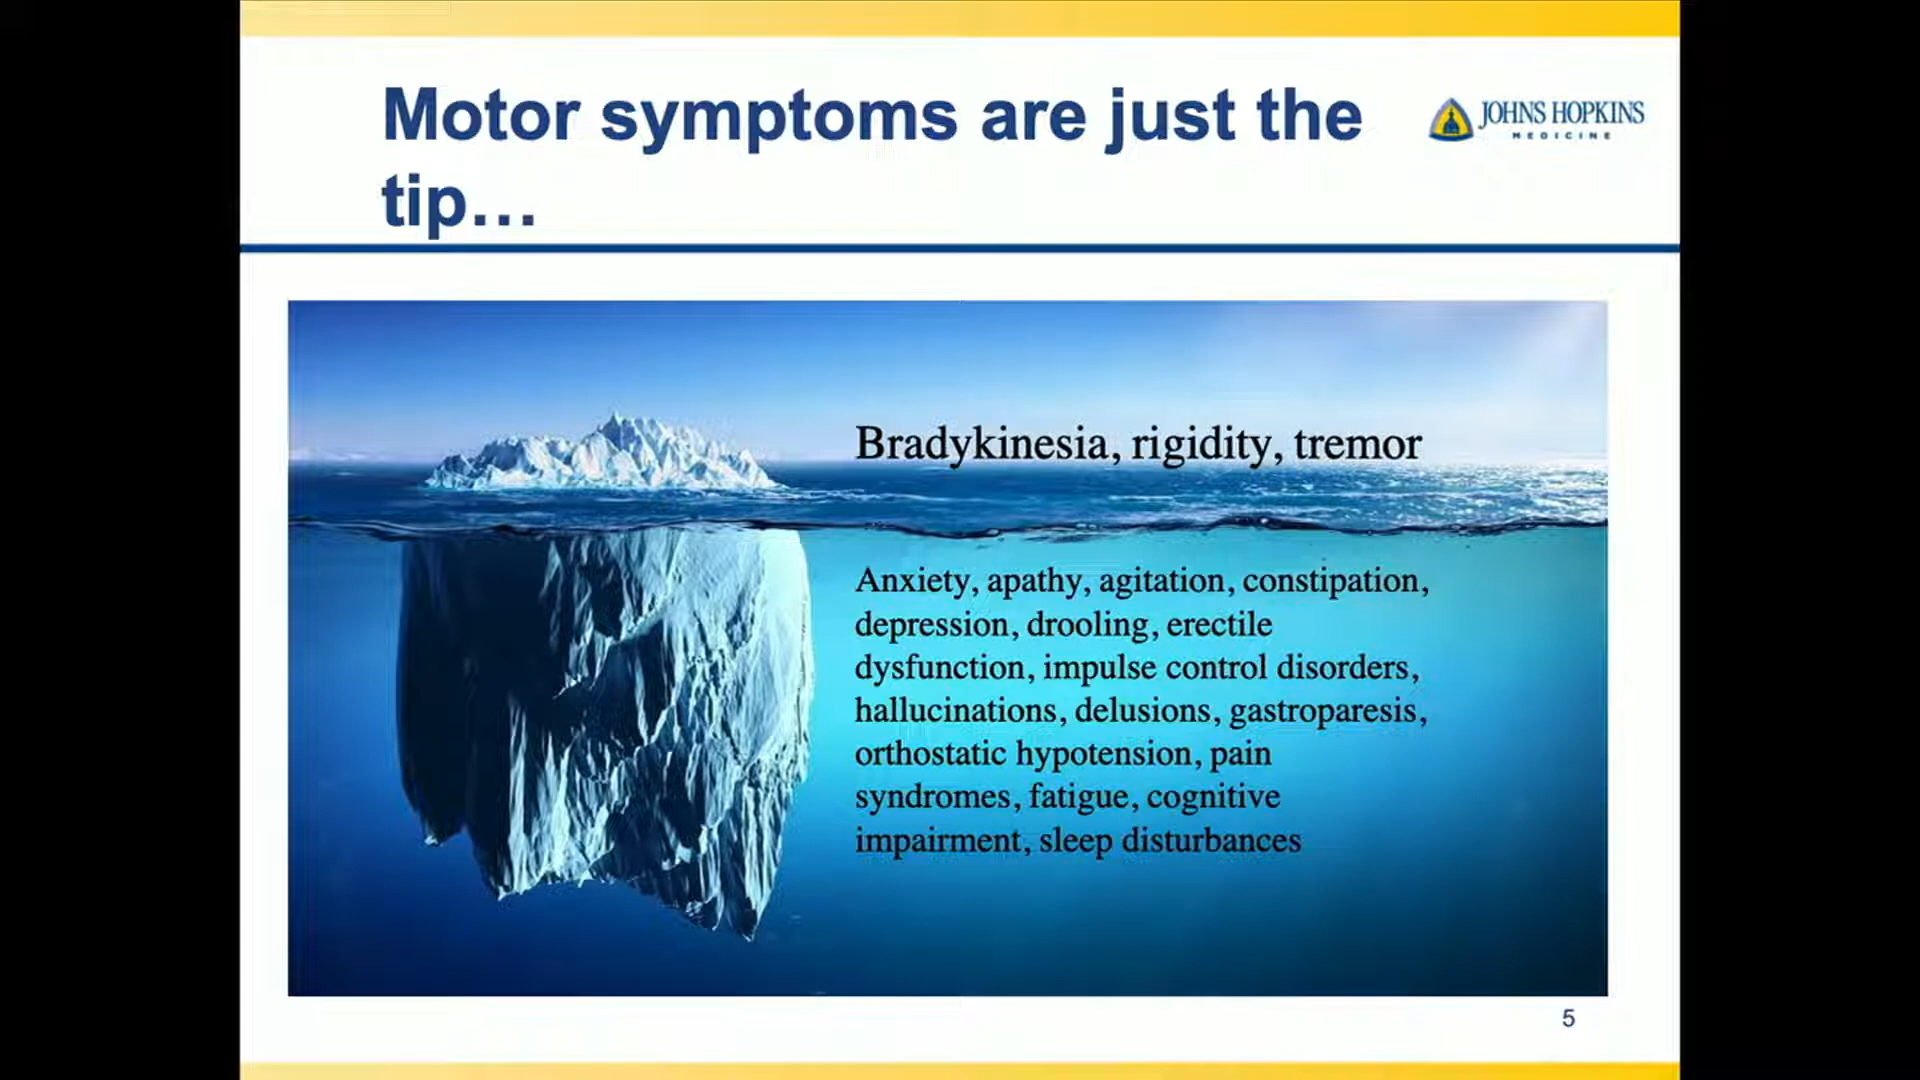 Motor symptoms are just the
tip…
JOHNS HOPKINS
MEDICINE
Bradykinesia, rigidity, tremor
Anxiety, apathy, agitation, constipation,
depression, drooling, erectile
dysfunction, impulse control disorders,
hallucinations, delusions, gastroparesis,
orthostatic hypotension, pain
syndromes, fatigue, cognitive
impairment, sleep disturbances
5